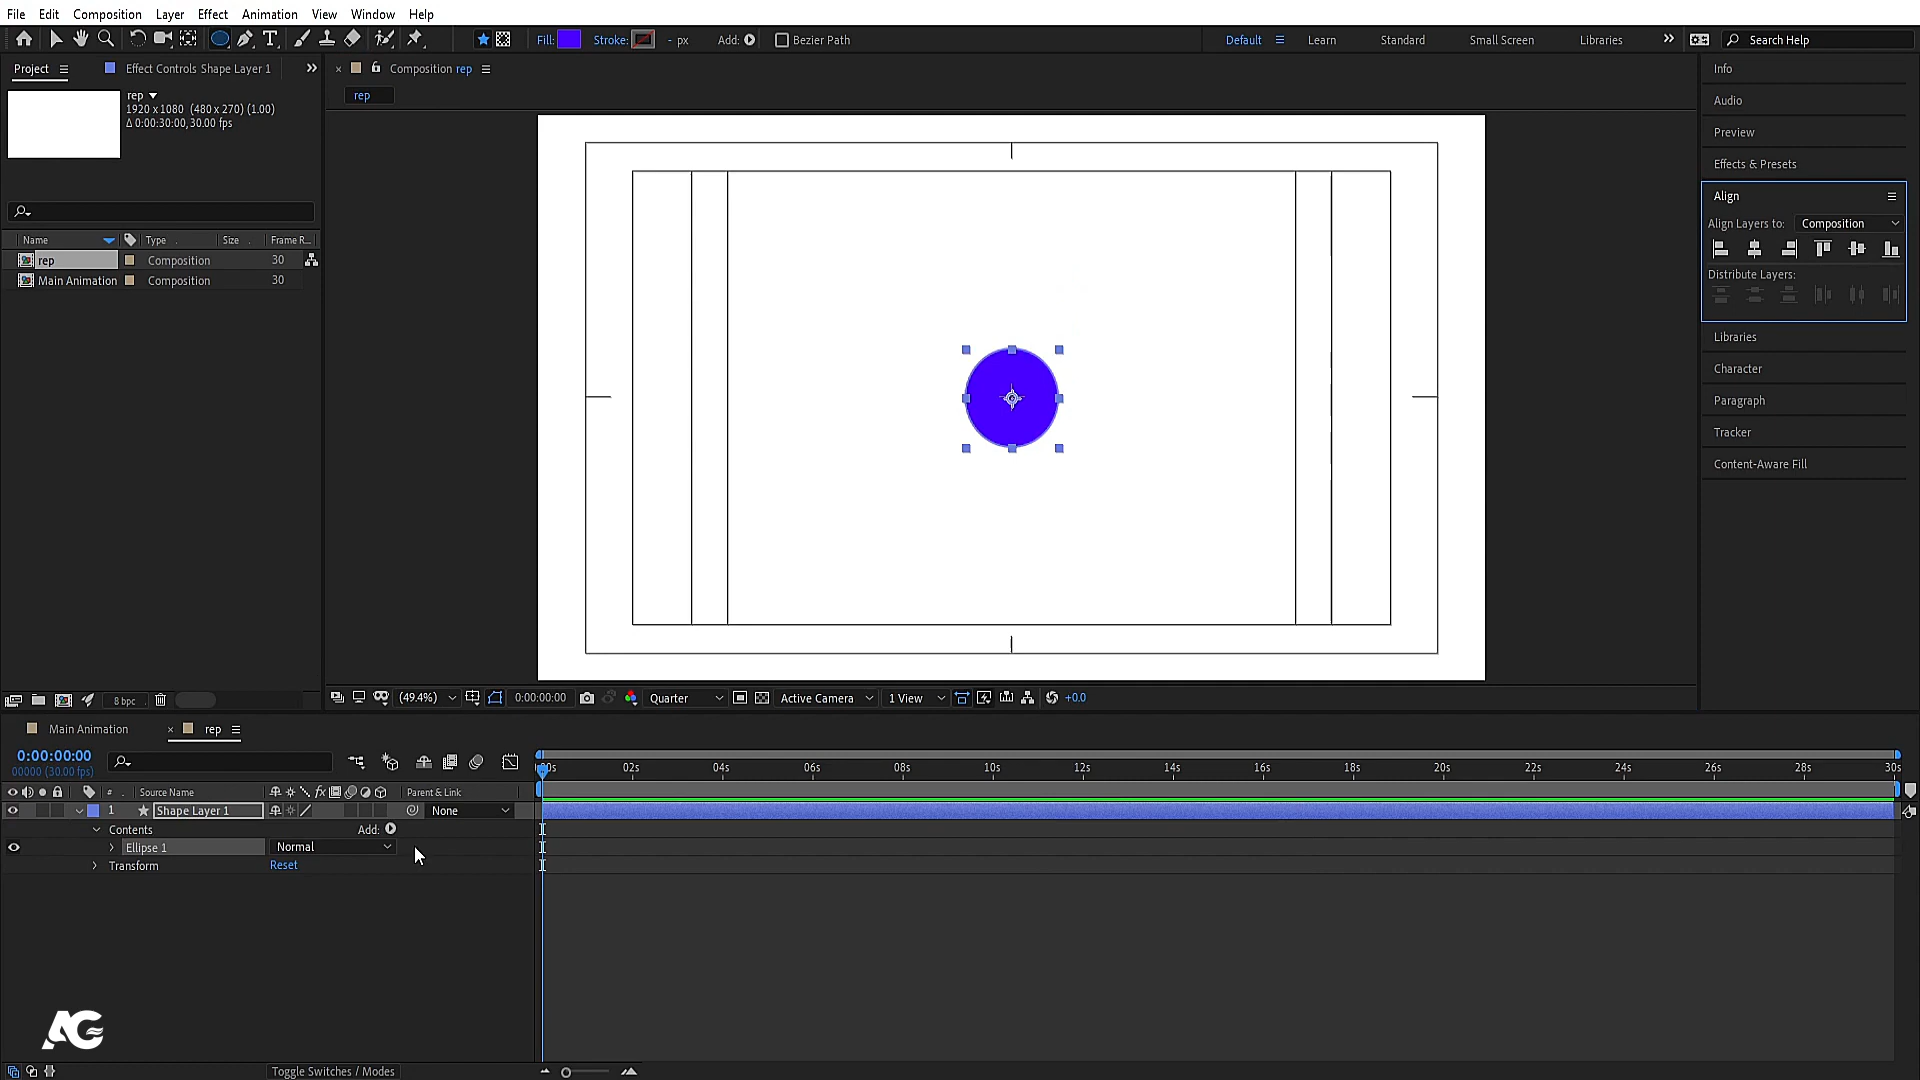 File Edit Composition Layer Effect Animation View Window Help
Fill: Stroke: - px Add: Bezier Path Default Learn Standard Small Screen Libraries Search Help
Project Effect Controls Shape Layer 1 Composition rep Info
rep
1920 x 1080 (480 x 270) (1.00)
Δ 0:00:30:00, 30.00 fps
rep
Audio
Preview
Effects & Presets
Align
Align Layers to: Composition
Distribute Layers:
Libraries
Character
Paragraph
Tracker
Content-Aware Fill
Name Type Size Frame R...
rep Composition 30
Main Animation Composition 30
8 bpc (49.4%) 0:00:00:00 Quarter Active Camera 1 View +0.0
Main Animation rep
0:00:00:00
00000 (30.00 fps)
00s 02s 04s 06s 08s 10s 12s 14s 16s 18s 20s 22s 24s 26s 28s 30s
# Source Name fx Parent & Link
1 Shape Layer 1 None
Contents Add:
Ellipse 1 Normal
Transform Reset
AG
Toggle Switches / Modes